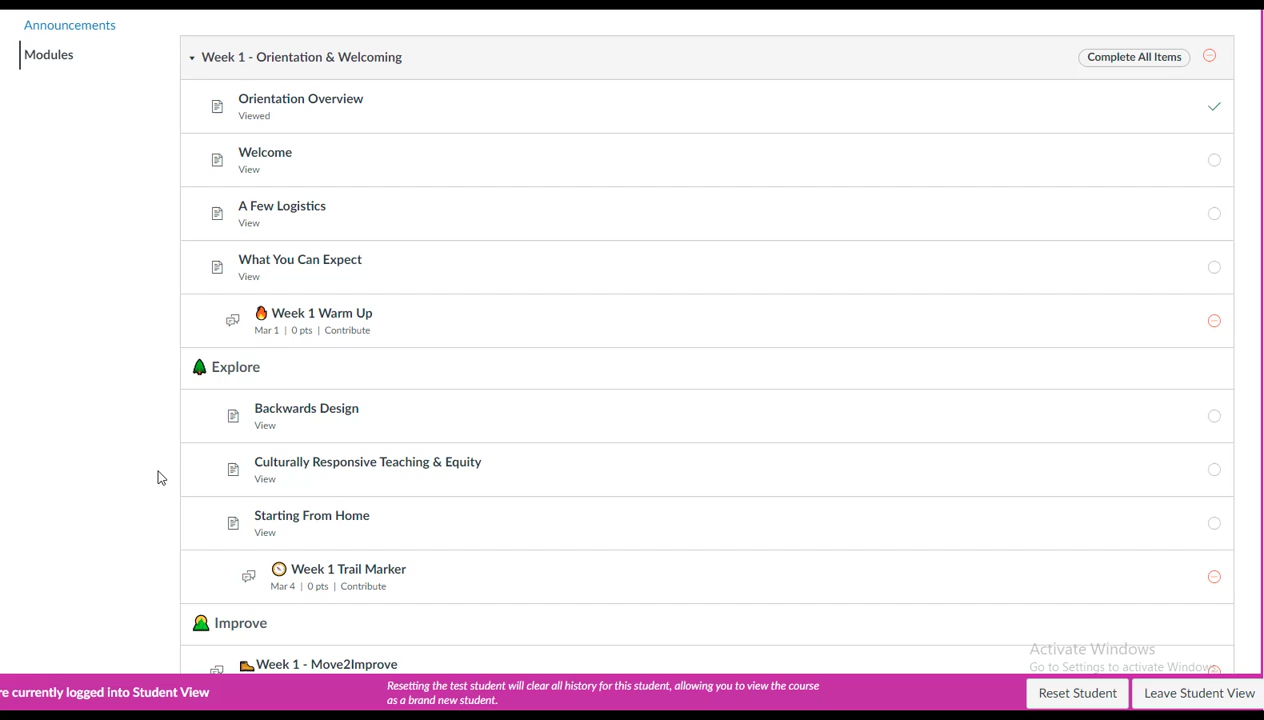 Announcements
Modules
Week 1 - Orientation & Welcoming
Complete All Items
Orientation Overview
Viewed
Welcome
View
A Few Logistics
View
What You Can Expect
View
Week 1 Warm Up
Mar 1 | 0 pts | Contribute
Explore
Backwards Design
View
Culturally Responsive Teaching & Equity
View
Starting From Home
View
Week 1 Trail Marker
Mar 4 | 0 pts | Contribute
Improve
Week 1 - Move2Improve
Activate Windows
Go to Settings to activate Windows.
re currently logged into Student View
Resetting the test student will clear all history for this student, allowing you to view the course
as a brand new student.
Reset Student
Leave Student View